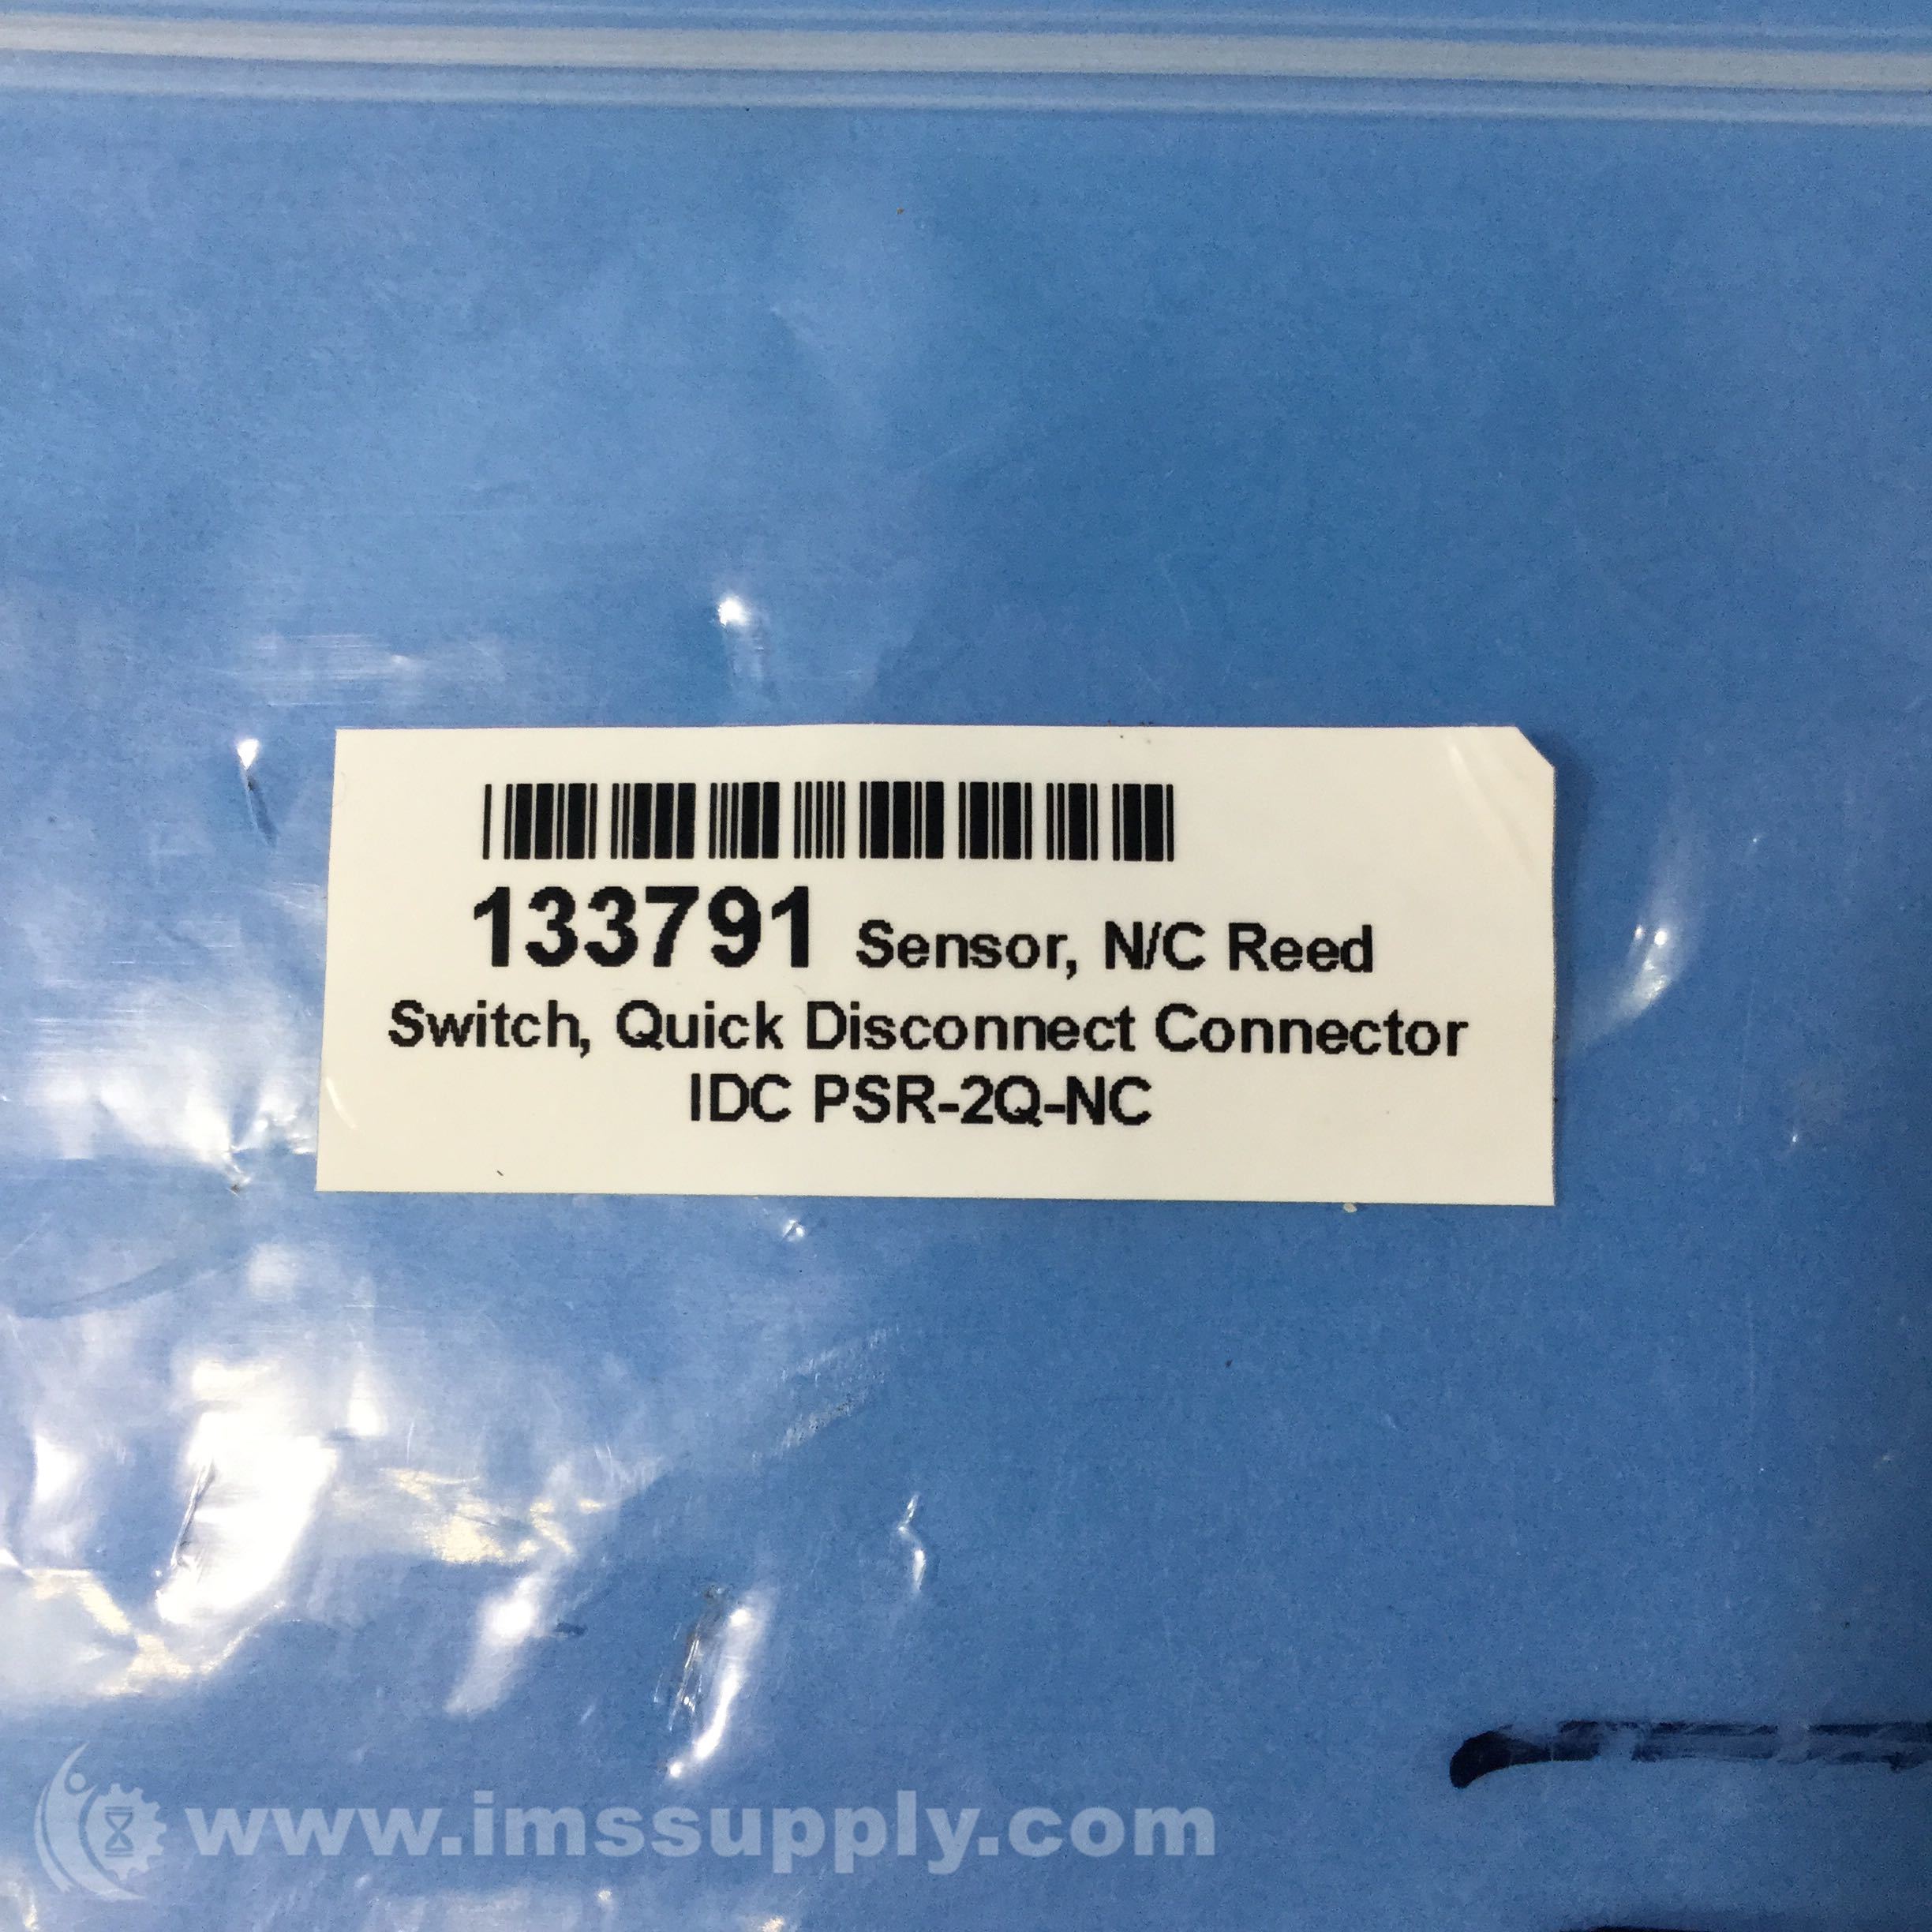 133791 Sensor, N/C Reed
Switch, Quick Disconnect Connector
IDC PSR-2Q-NC
www.imssupply.com